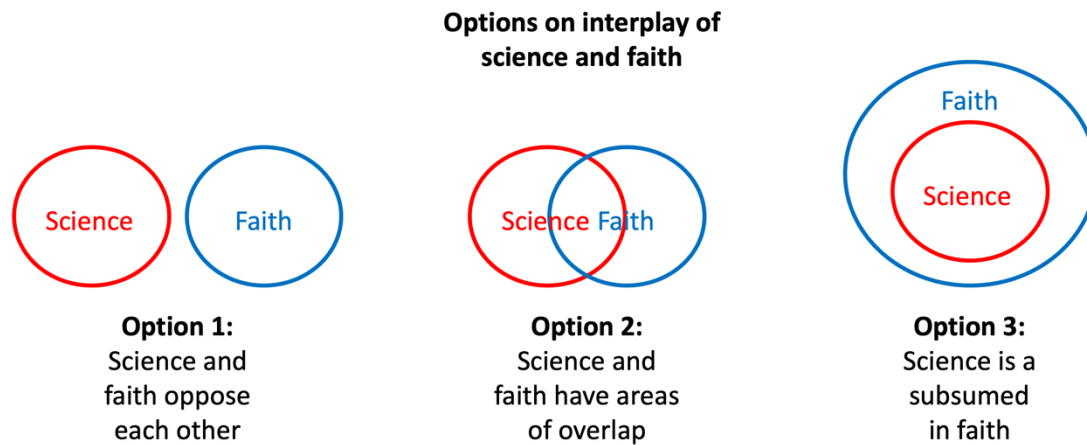 Options on interplay of
science and faith
Science
Faith
Option 1:
Science and
faith oppose
each other
Science
Faith
Option 2:
Science and
faith have areas
of overlap
Faith
Science
Option 3:
Science is a
subsumed
in faith